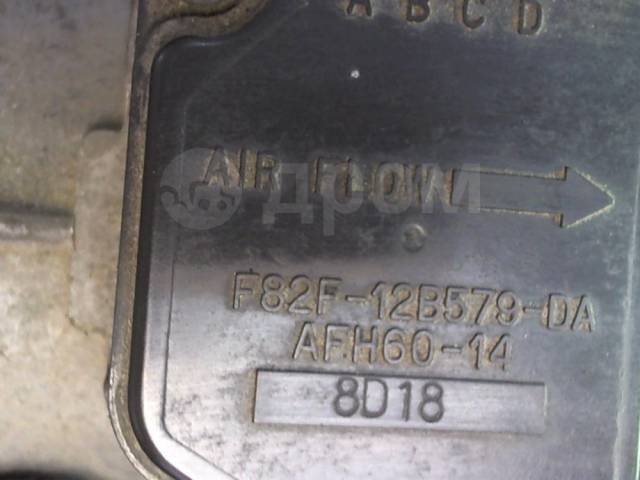 A B C D
AIR FLOW
дром
F82F-12B579-DA
AFH60-14
8D18